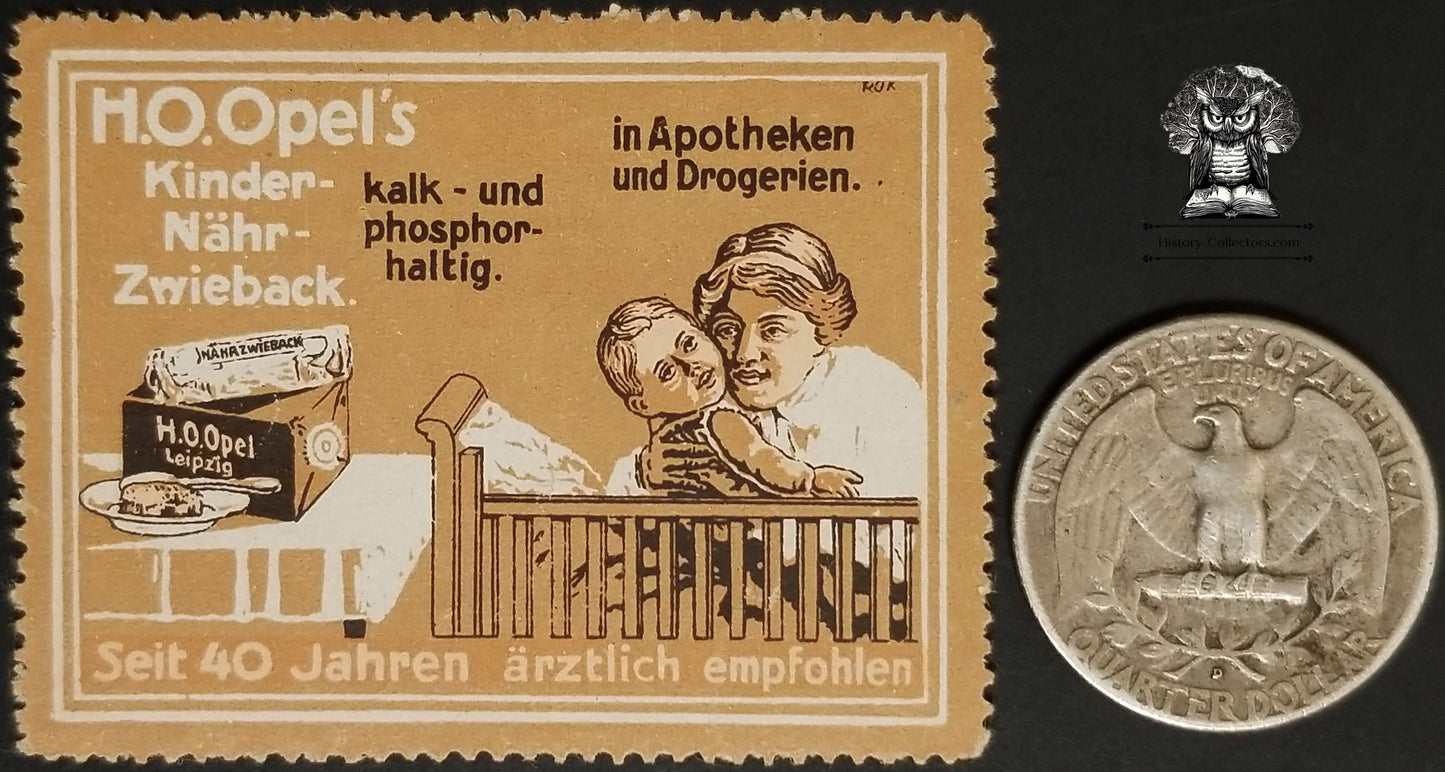 H.O.Opel's
Kinder-
Nähr-
Zwieback.
kalk - und
phosphor-
haltig.
in Apotheken
und Drogerien.
NÄHRZWIEBACK
H.O.Opel
Leipzig
Seit 40 Jahren ärztlich empfohlen
History-Collectors.com
UNITED STATES OF AMERICA
E PLURIBUS
UNUM
D
QUARTER DOLLAR